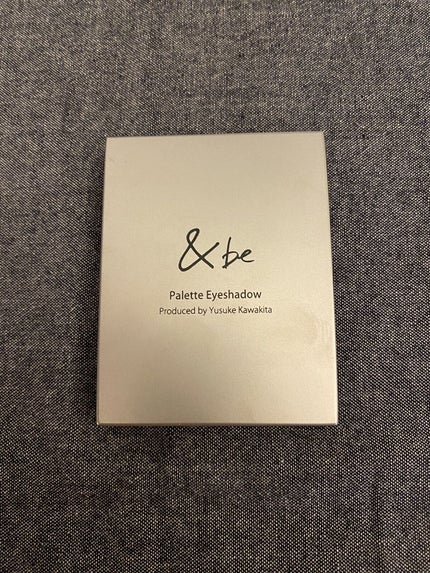 &be
Palette Eyeshadow
Produced by Yusuke Kawakita